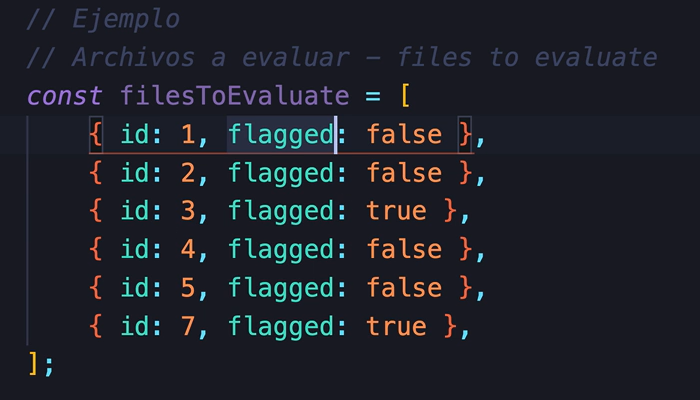 // Ejemplo
// Archivos a evaluar – files to evaluate
const filesToEvaluate = [
{ id: 1, flagged: false },
{ id: 2, flagged: false },
{ id: 3, flagged: true },
{ id: 4, flagged: false },
{ id: 5, flagged: false },
{ id: 7, flagged: true },
];